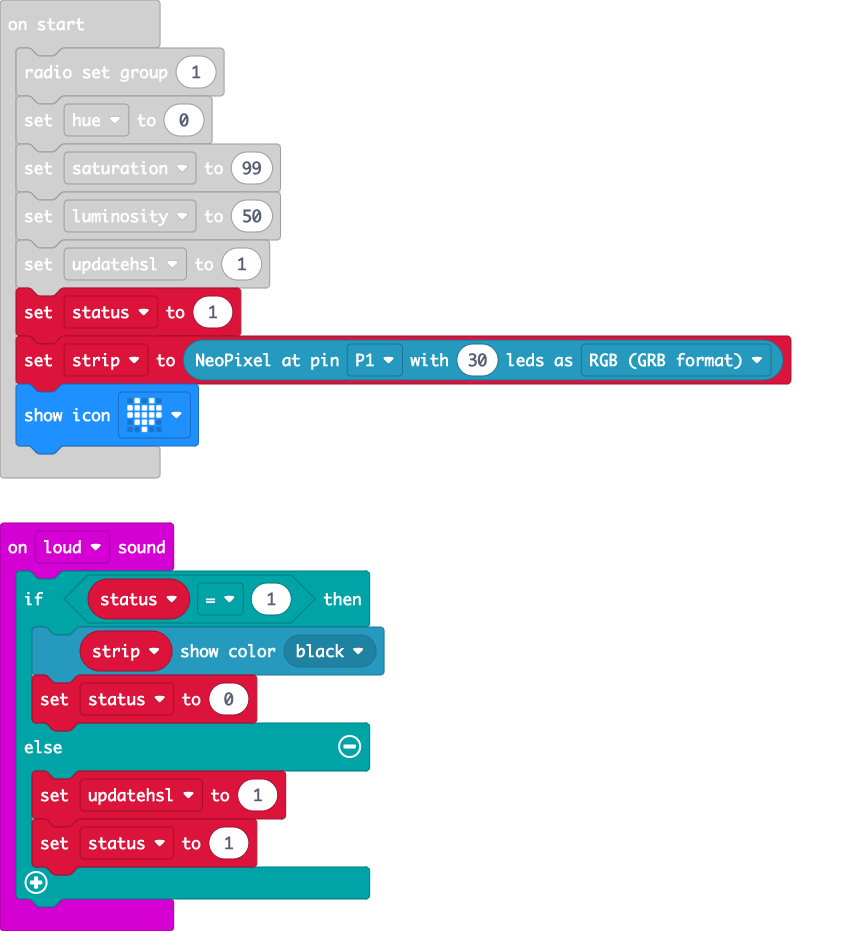 on start
radio set group 1
set hue to 0
set saturation to 99
set luminosity to 50
set updatehsl to 1
set status to 1
set strip to NeoPixel at pin P1 with 30 leds as RGB (GRB format)
show icon
on loud sound
if status = 1 then
strip show color black
set status to 0
else
set updatehsl to 1
set status to 1